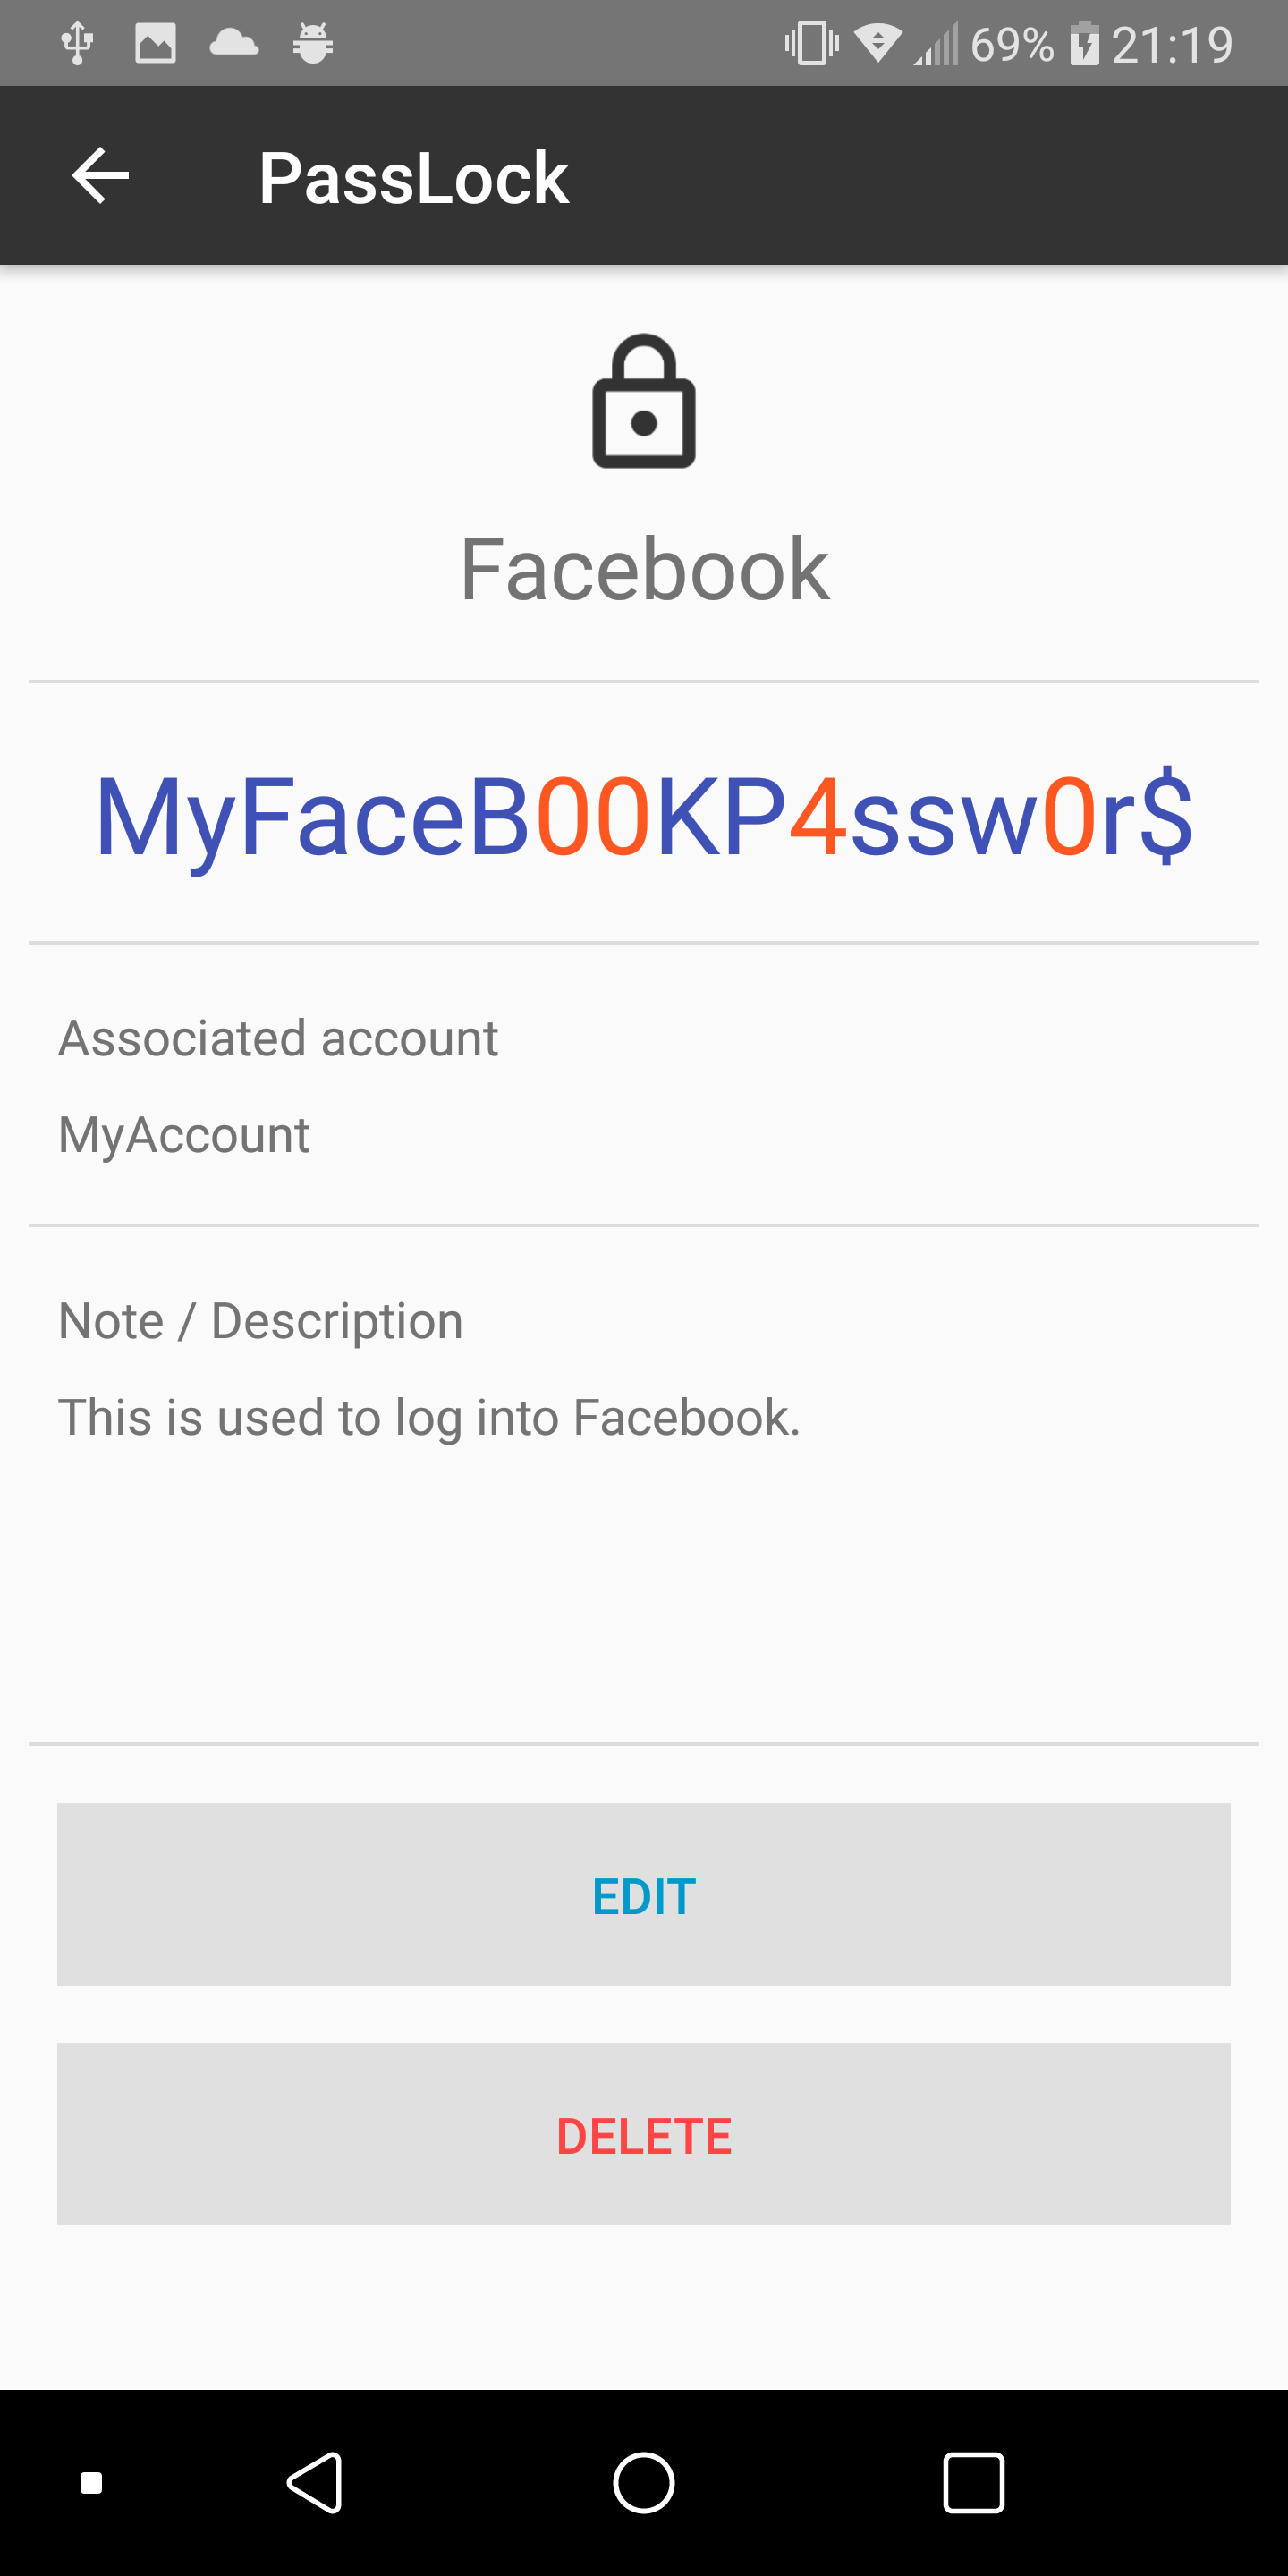 69% 21:19
PassLock
Facebook
MyFaceB00KP4ssw0r$
Associated account
MyAccount
Note / Description
This is used to log into Facebook.
EDIT
DELETE